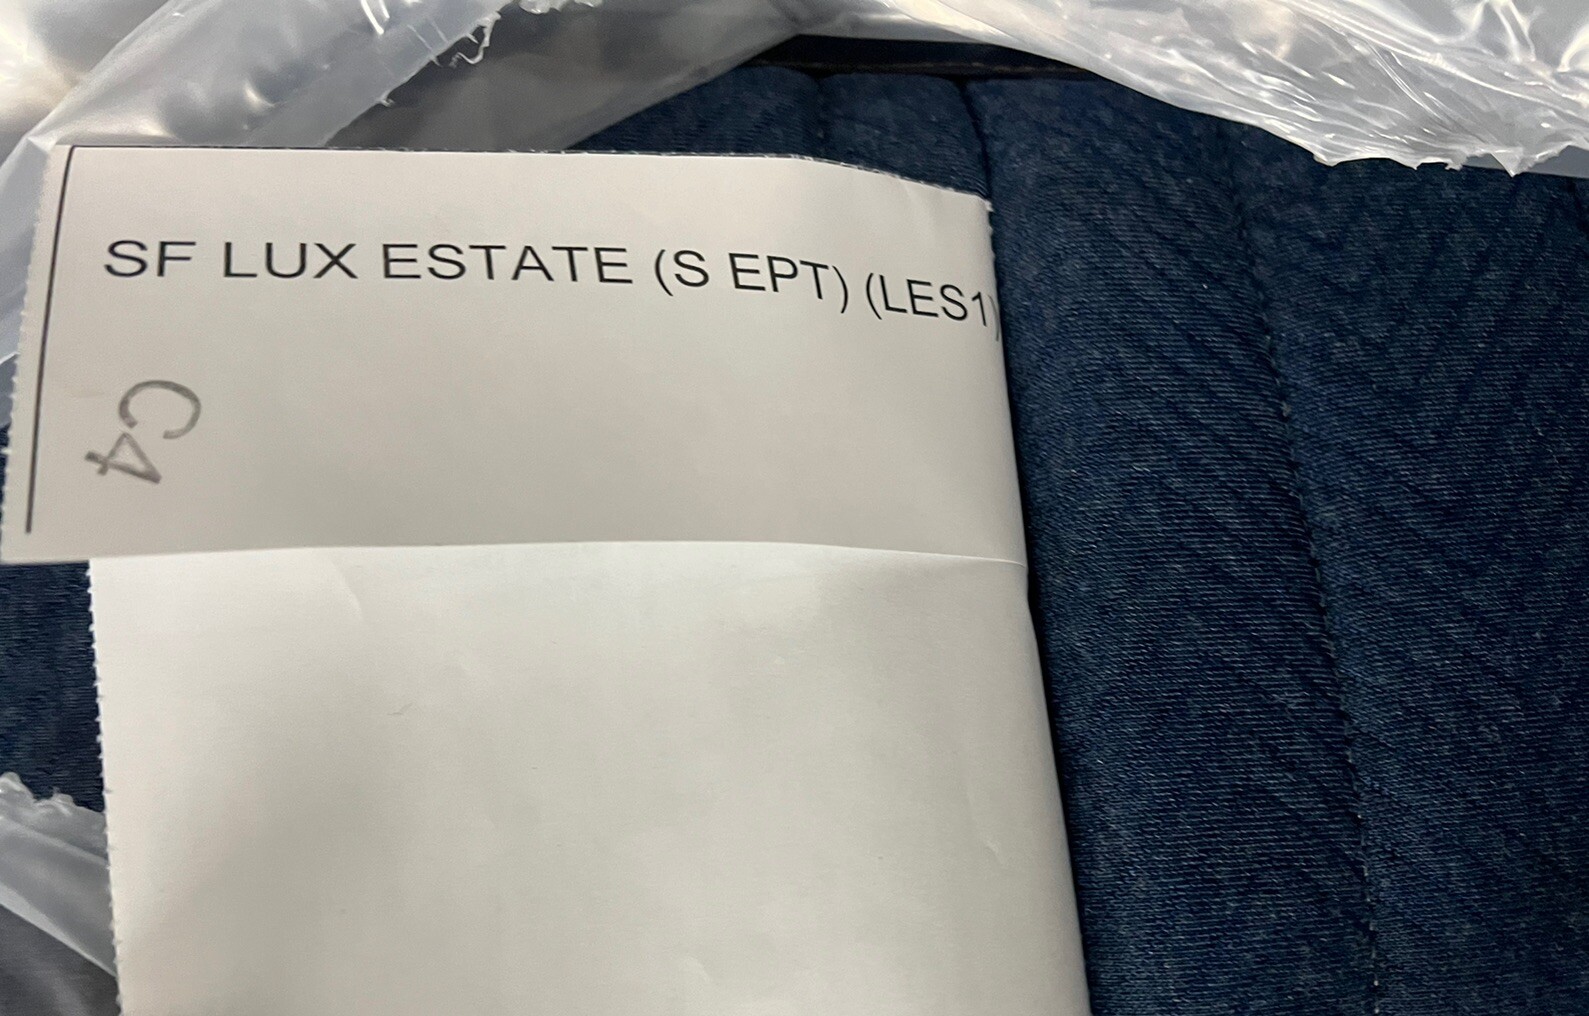 SF LUX ESTATE (S EPT) (LES1)
C4